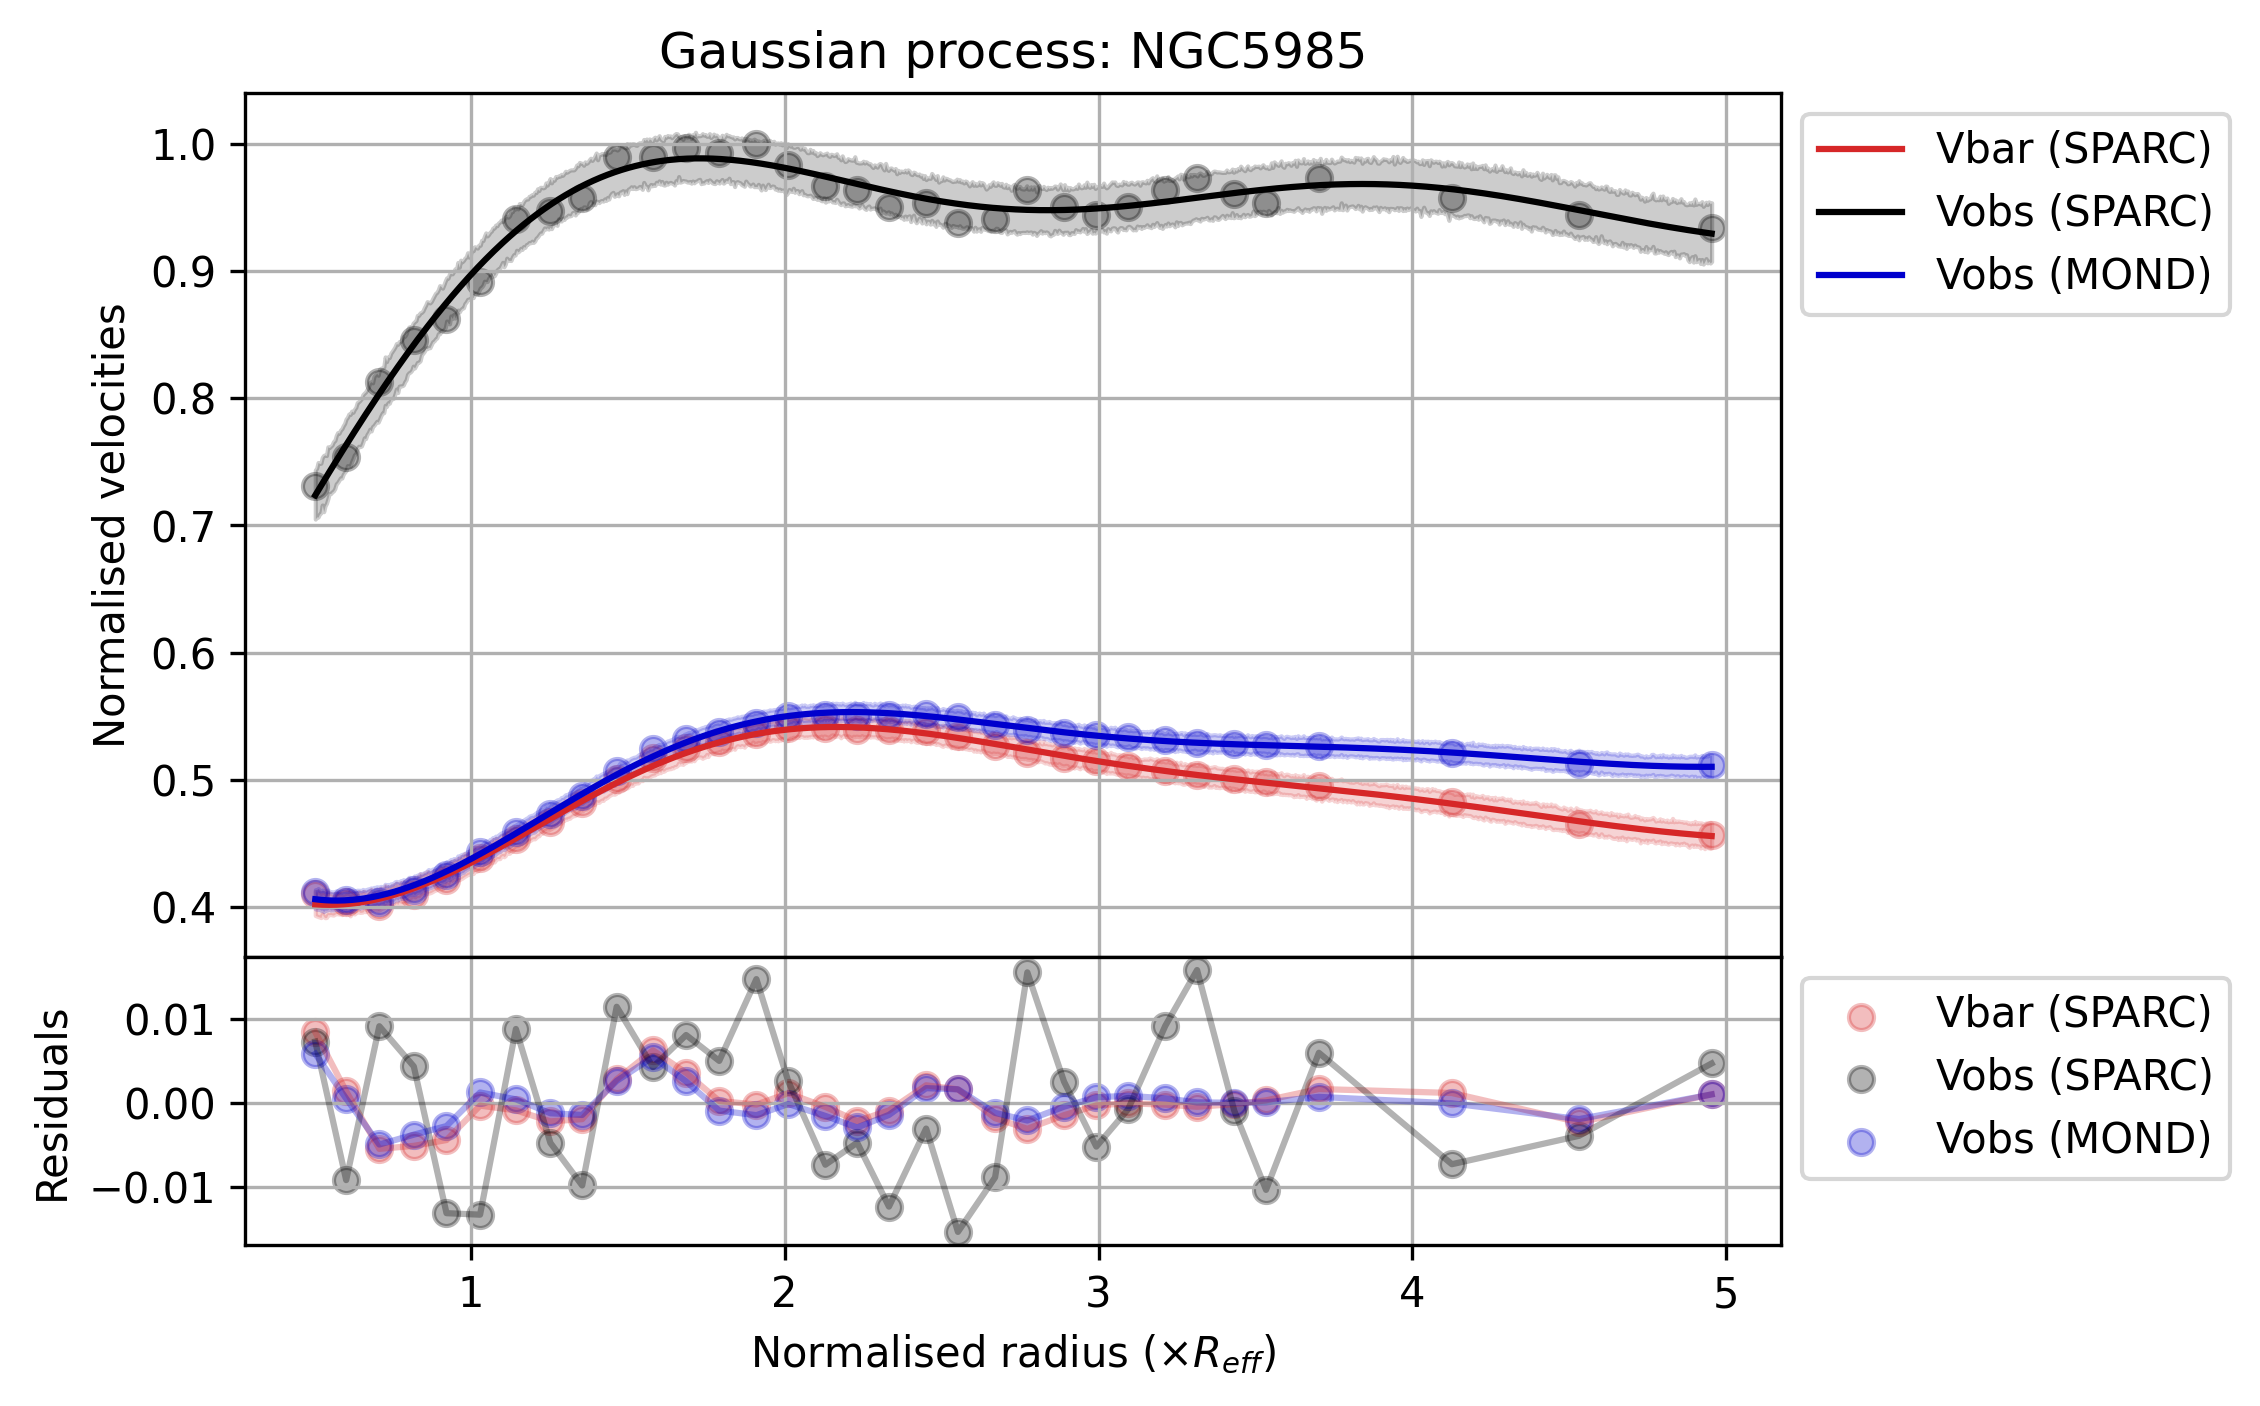 Gaussian process: NGC5985
Normalised velocities
1.0
0.9
0.8
0.7
0.6
0.5
0.4
Vbar (SPARC)
Vobs (SPARC)
Vobs (MOND)
Residuals
0.01
0.00
−0.01
Vbar (SPARC)
Vobs (SPARC)
Vobs (MOND)
1 2 3 4 5
Normalised radius (×R_eff)